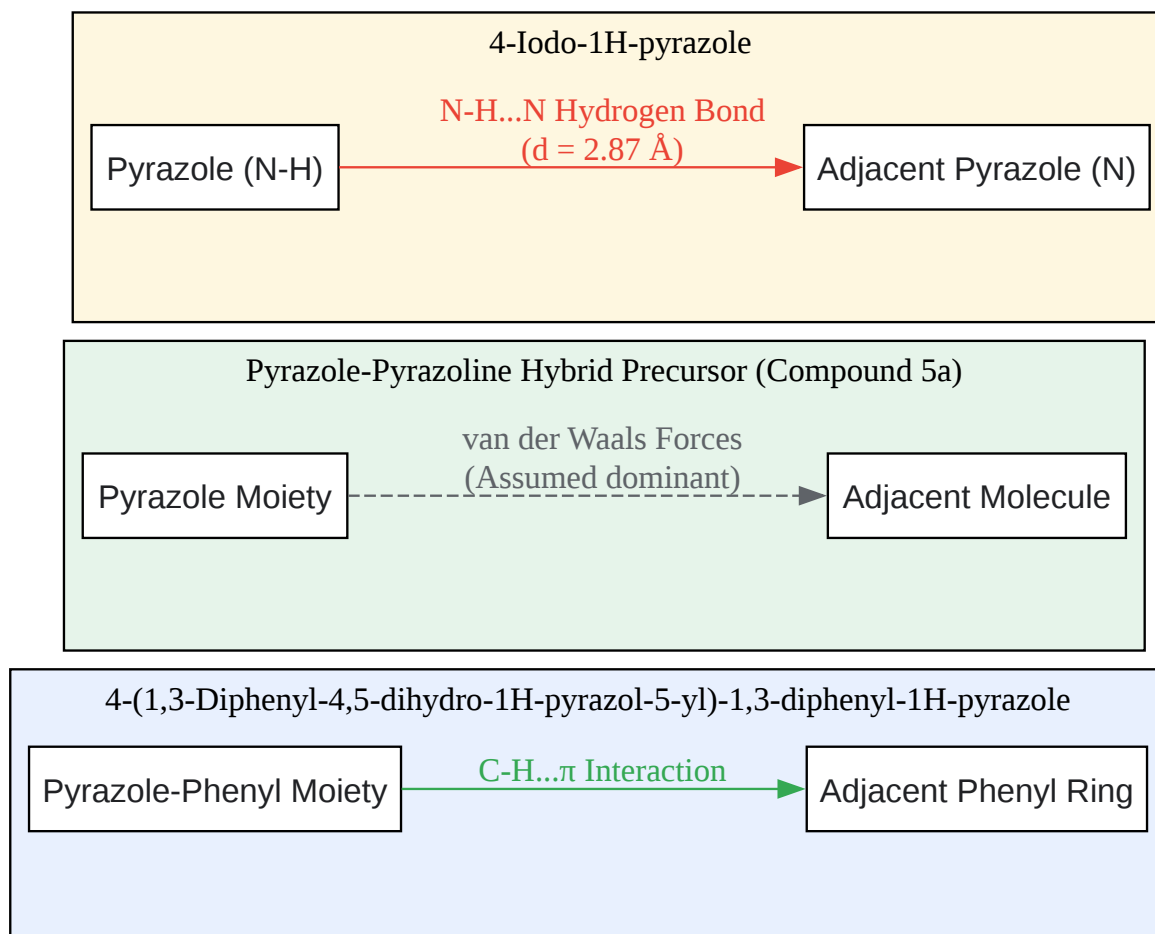 4-Iodo-1H-pyrazole
N-H...N Hydrogen Bond
(d = 2.87 Å)
Pyrazole (N-H)
Adjacent Pyrazole (N)
Pyrazole-Pyrazoline Hybrid Precursor (Compound 5a)
van der Waals Forces
(Assumed dominant)
Pyrazole Moiety
Adjacent Molecule
4-(1,3-Diphenyl-4,5-dihydro-1H-pyrazol-5-yl)-1,3-diphenyl-1H-pyrazole
C-H...π Interaction
Pyrazole-Phenyl Moiety
Adjacent Phenyl Ring